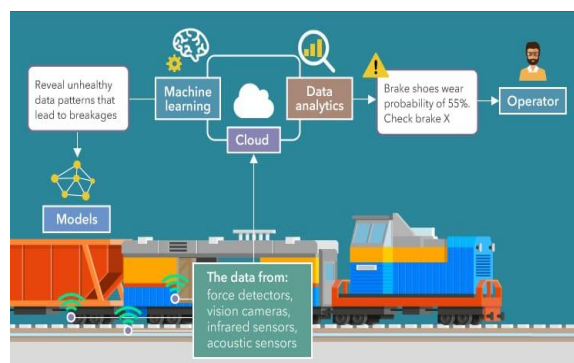 Reveal unhealthy
data patterns that
lead to breakages
Machine
learning
Data
analytics
Cloud
Brake shoes wear
probability of 55%.
Check brake X
Operator
Models
The data from:
force detectors,
vision cameras,
infrared sensors,
acoustic sensors